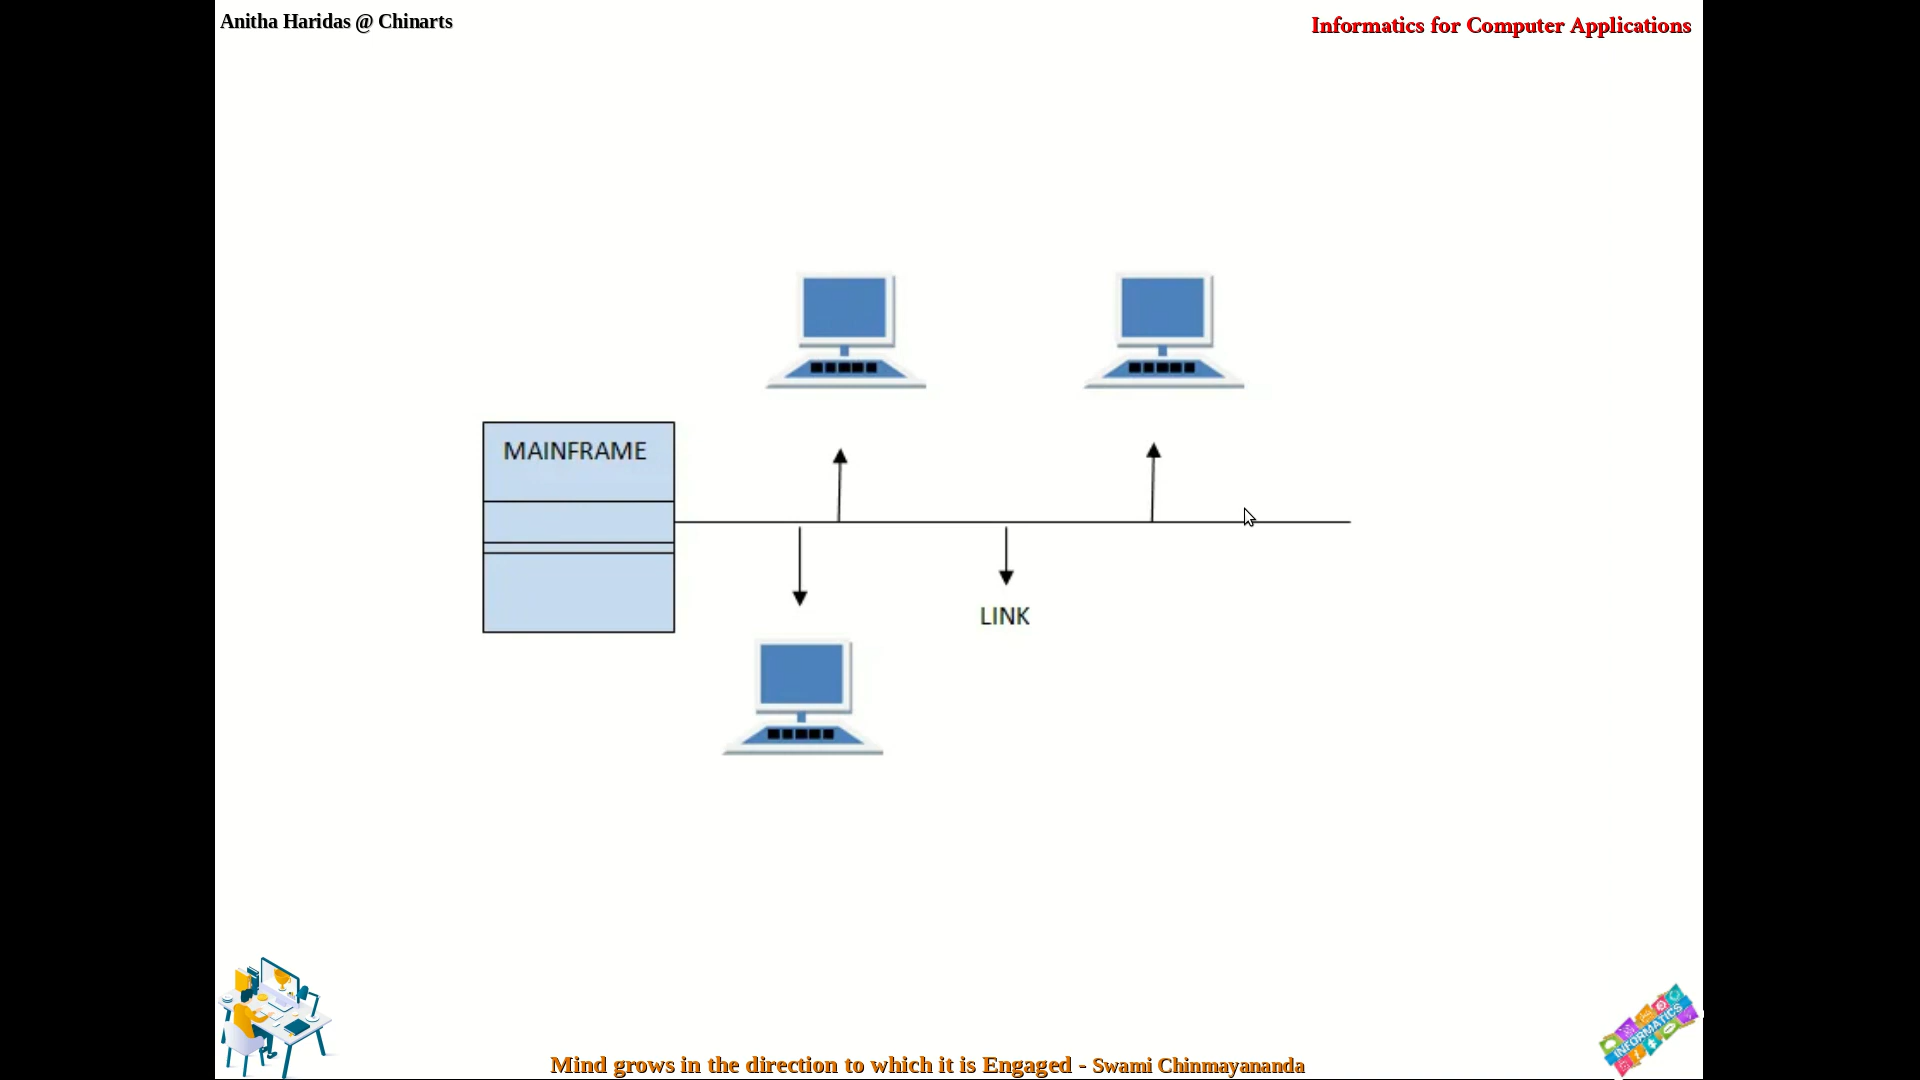 Anitha Haridas @ Chinarts
Informatics for Computer Applications
MAINFRAME
LINK
INFORMATICS
Mind grows in the direction to which it is Engaged - Swami Chinmayananda